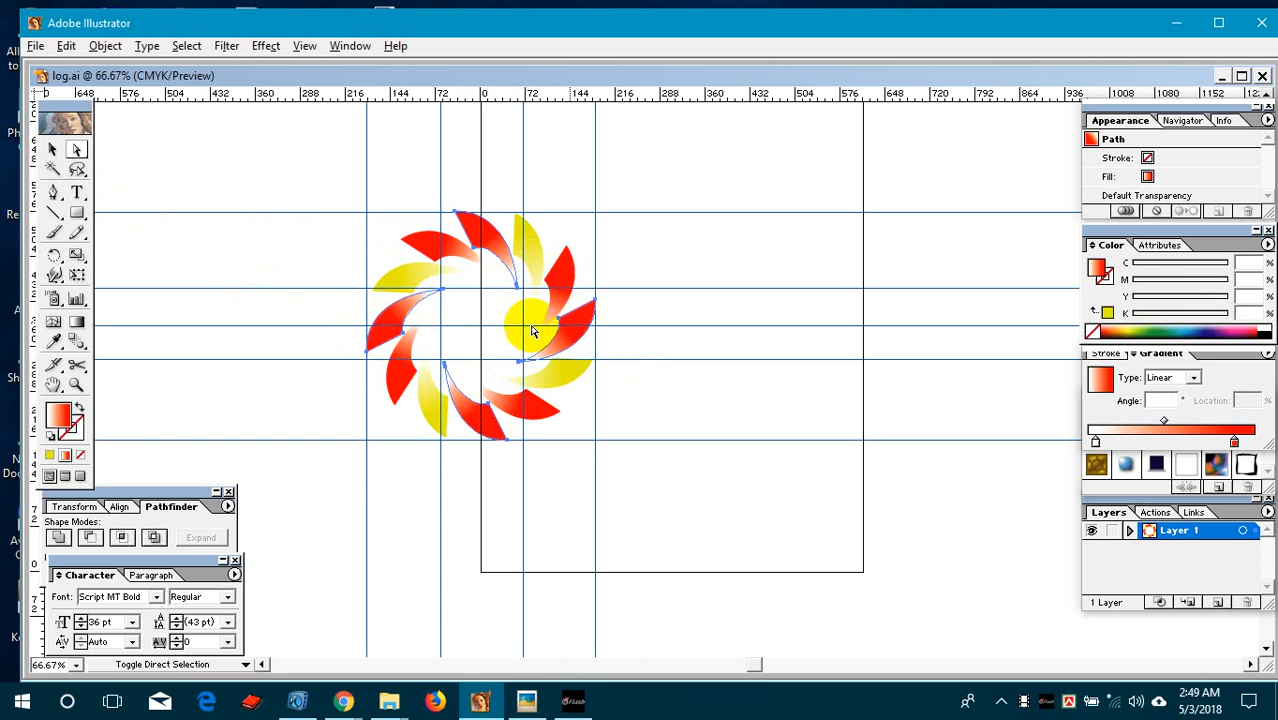 Adobe Illustrator
File Edit Object Type Select Filter Effect View Window Help
log.ai @ 66.67% (CMYK/Preview)
0 648 576 504 432 360 288 216 144 72 0 72 144 216 288 360 432 504 576 648 720 792 864 936 1008 1080 1152
Appearance Navigator Info
Path
Stroke:
Fill:
Default Transparency
Color Attributes
C %
M %
Y %
K %
Stroke Gradient
Type: Linear
Angle: ° Location: %
Transform Align Pathfinder
Shape Modes:
Expand
Layers Actions Links
Layer 1
Character Paragraph
Font: Script MT Bold Regular
36 pt (43 pt)
Auto 0
1 Layer
66.67% Toggle Direct Selection
2:49 AM
5/3/2018